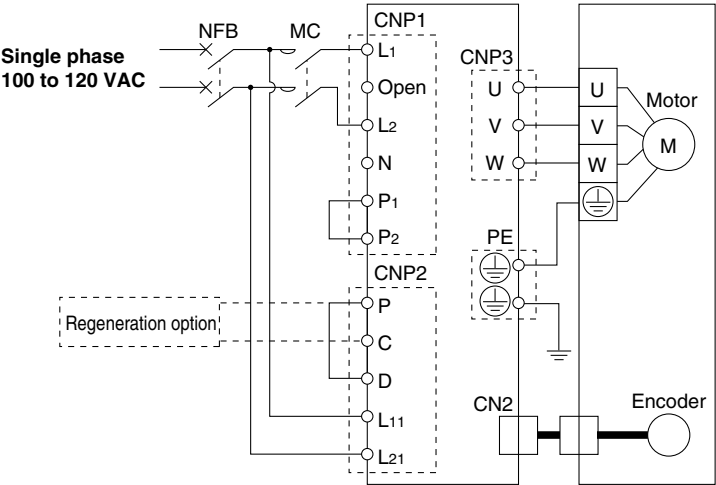 NFB
MC
Single phase
100 to 120 VAC
CNP1
L1
Open
L2
N
P1
P2
CNP3
U
V
W
U
V
W
Motor
M
PE
CNP2
Regeneration option
P
C
D
L11
L21
CN2
Encoder